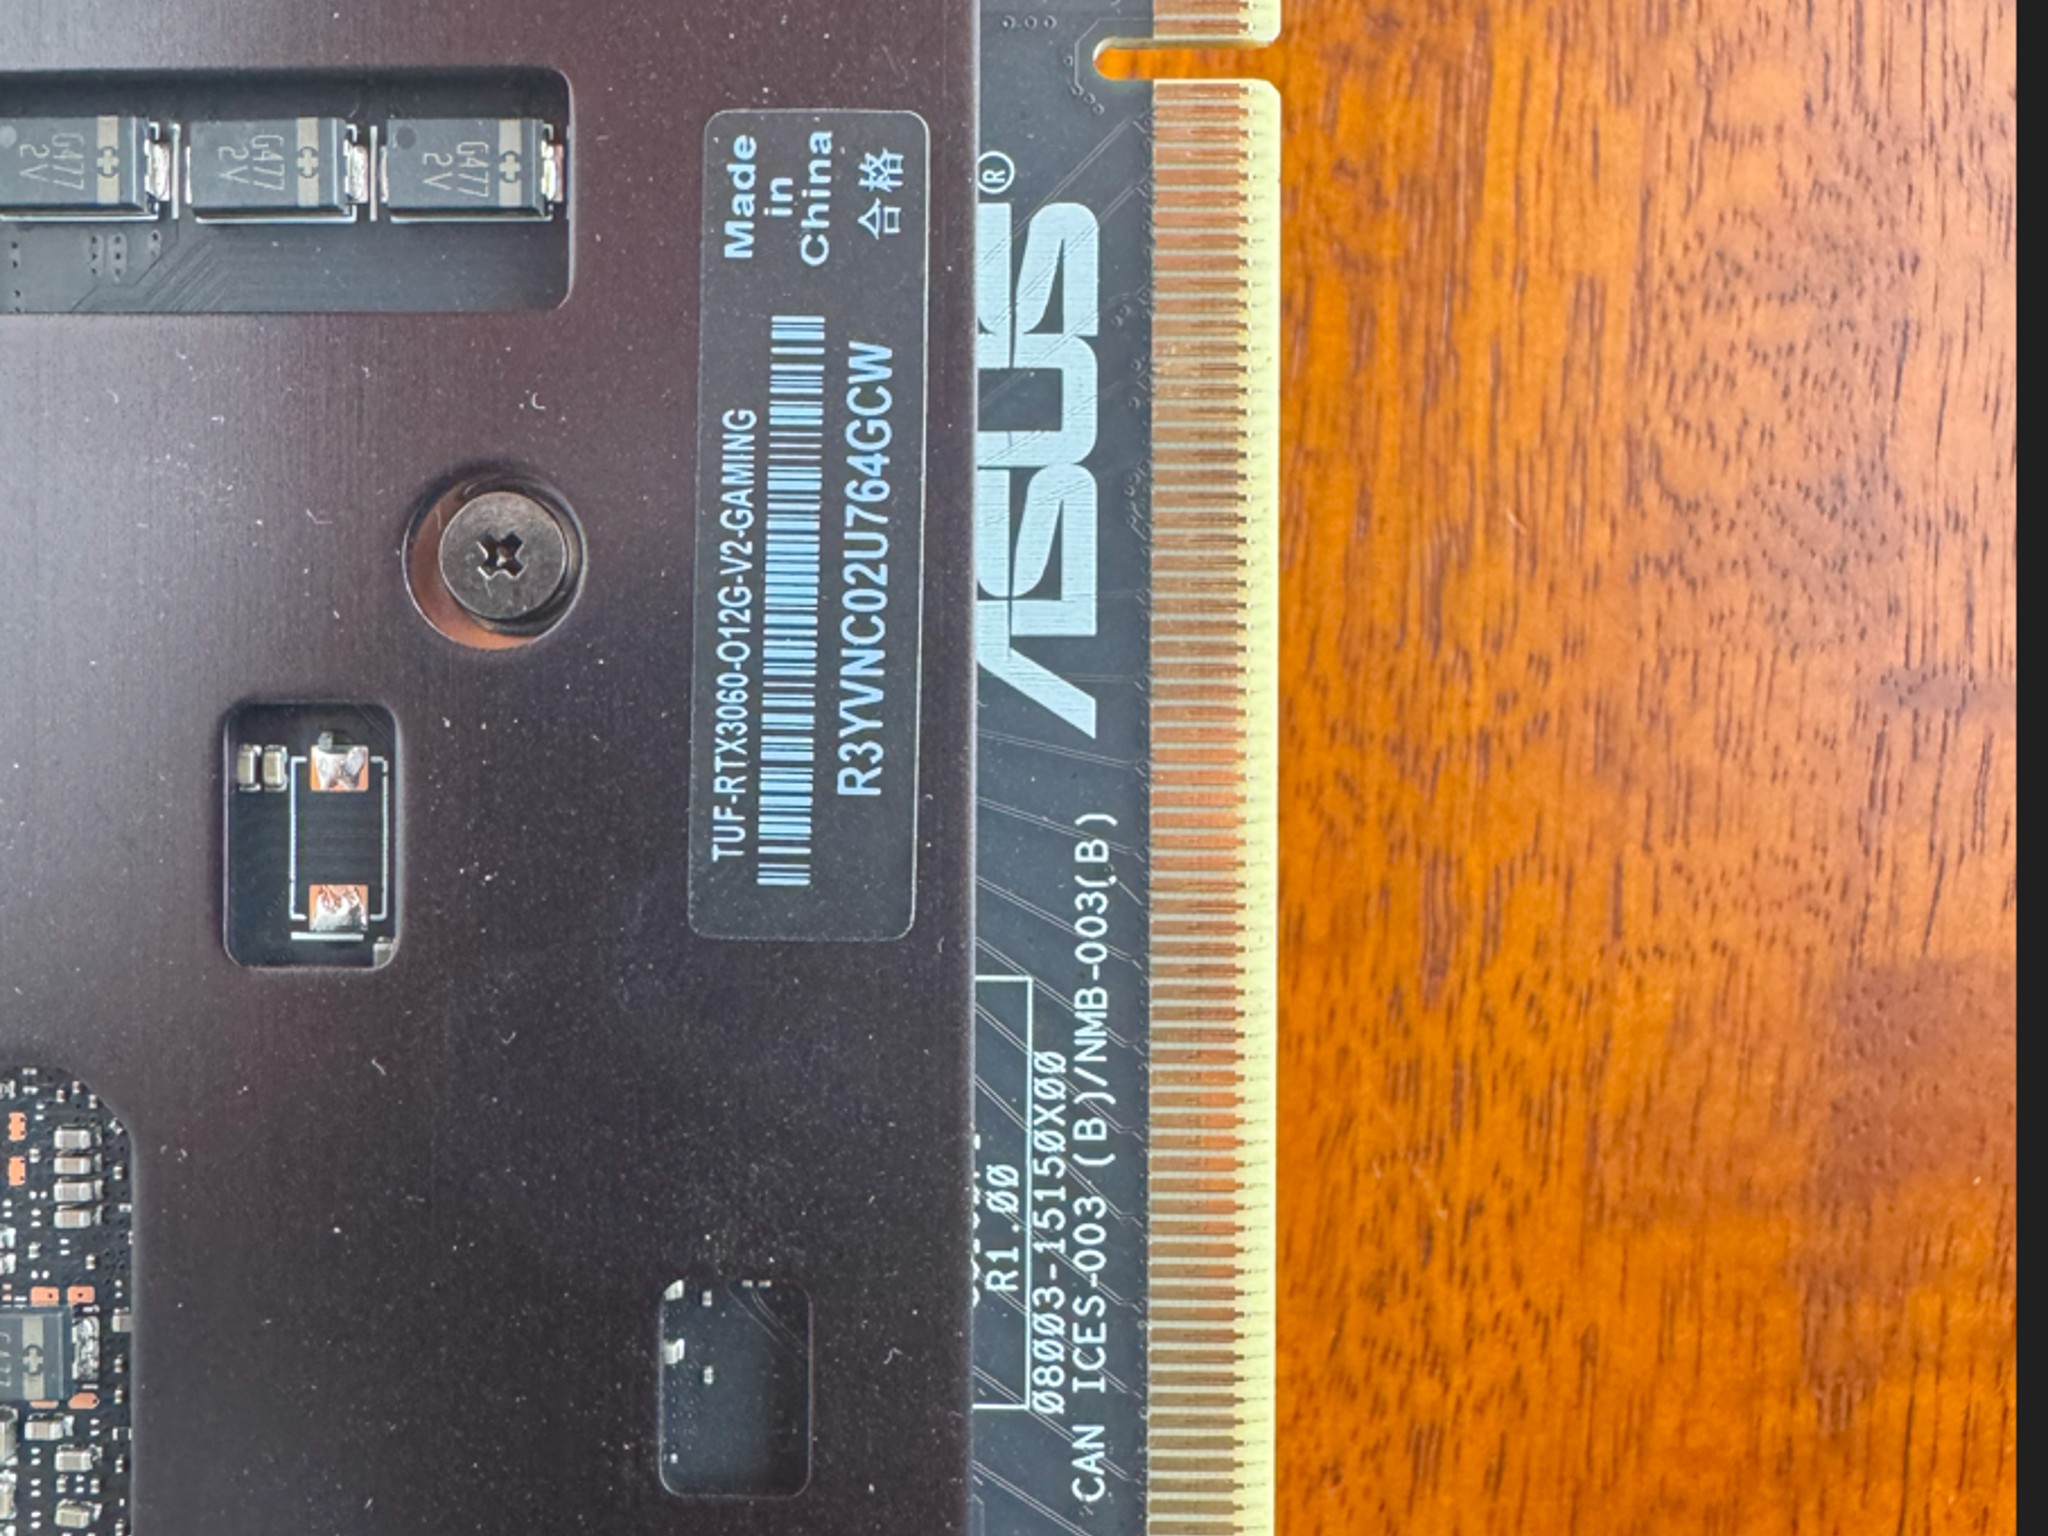 Made
in
China
合格
TUF-RTX3060-O12G-V2-GAMING
R3YVNC02U764GCW
ASUS®
R1.00
08003-15150X00
CAN ICES-003 (B)/NMB-003(B)
G477
2V
G477
2V
G477
2V